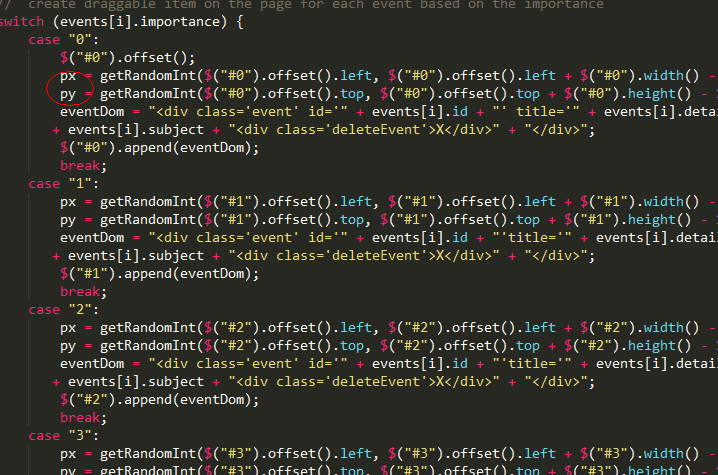 // create draggable item on the page for each event based on the importance
switch (events[i].importance) {
case "0":
$("#0").offset();
px = getRandomInt($("#0").offset().left, $("#0").offset().left + $("#0").width() -
py = getRandomInt($("#0").offset().top, $("#0").offset().top + $("#0").height() -
eventDom = "<div class='event' id='" + events[i].id + "' title='" + events[i].deta
+ events[i].subject + "<div class='deleteEvent'>X</div>" + "</div>";
$("#0").append(eventDom);
break;
case "1":
px = getRandomInt($("#1").offset().left, $("#1").offset().left + $("#1").width() -
py = getRandomInt($("#1").offset().top, $("#1").offset().top + $("#1").height() -
eventDom = "<div class='event' id='" + events[i].id + "'title='" + events[i].detai
+ events[i].subject + "<div class='deleteEvent'>X</div>" + "</div>";
$("#1").append(eventDom);
break;
case "2":
px = getRandomInt($("#2").offset().left, $("#2").offset().left + $("#2").width() -
py = getRandomInt($("#2").offset().top, $("#2").offset().top + $("#2").height() -
eventDom = "<div class='event' id='" + events[i].id + "'title='" + events[i].detai
+ events[i].subject + "<div class='deleteEvent'>X</div>" + "</div>";
$("#2").append(eventDom);
break;
case "3":
px = getRandomInt($("#3").offset().left, $("#3").offset().left + $("#3").width() -
py = getRandomInt($("#3").offset().top, $("#3").offset().top + $("#3").height() -